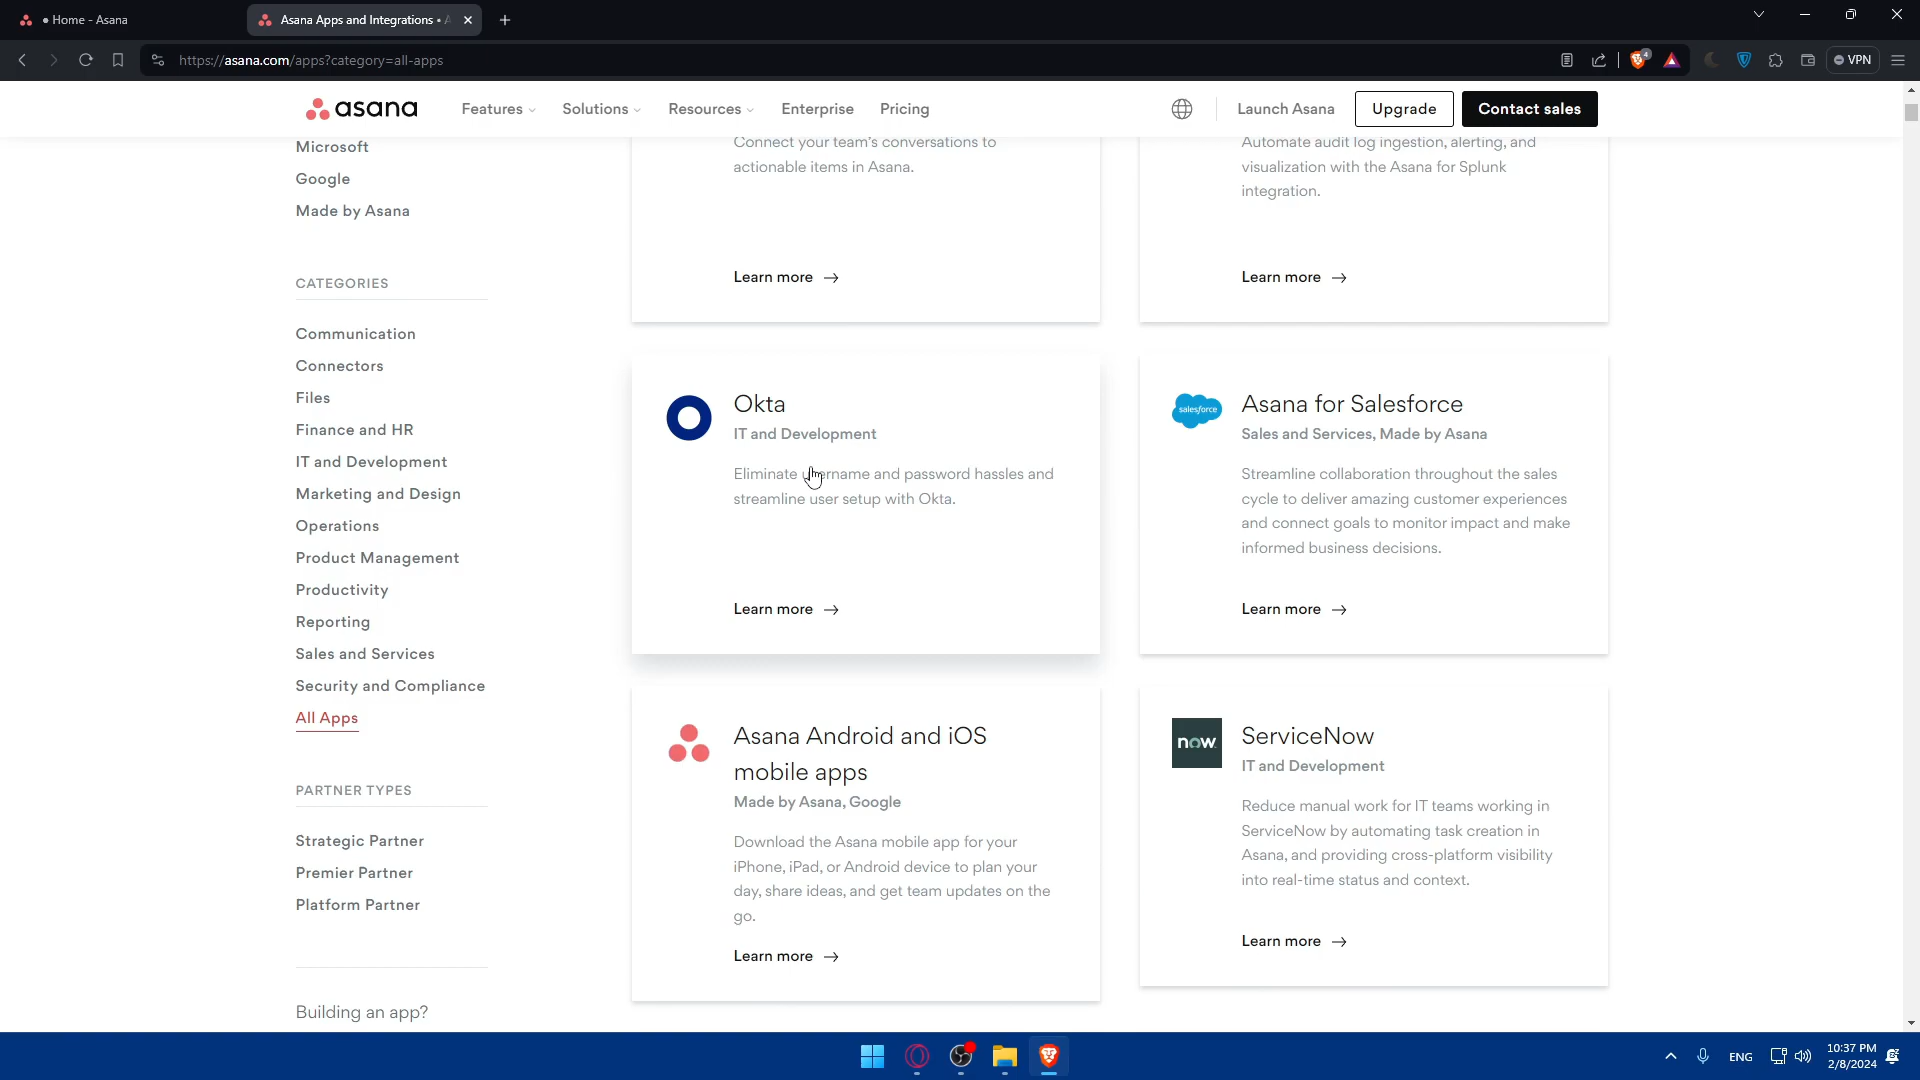 Home - Asana
Asana Apps and Integrations •
https://asana.com/apps?category=all-apps
4
VPN
asana
Features
Solutions
Resources
Enterprise
Pricing
Launch Asana
Upgrade
Contact sales
Microsoft
Google
Made by Asana
CATEGORIES
Communication
Connectors
Files
Finance and HR
IT and Development
Marketing and Design
Operations
Product Management
Productivity
Reporting
Sales and Services
Security and Compliance
All Apps
PARTNER TYPES
Strategic Partner
Premier Partner
Platform Partner
Building an app?
Connect your team's conversations to
actionable items in Asana.
Learn more →
Automate audit log ingestion, alerting, and
visualization with the Asana for Splunk
integration.
Learn more →
Okta
IT and Development
Eliminate username and password hassles and
streamline user setup with Okta.
Learn more →
salesforce
Asana for Salesforce
Sales and Services, Made by Asana
Streamline collaboration throughout the sales
cycle to deliver amazing customer experiences
and connect goals to monitor impact and make
informed business decisions.
Learn more →
Asana Android and iOS
mobile apps
Made by Asana, Google
Download the Asana mobile app for your
iPhone, iPad, or Android device to plan your
day, share ideas, and get team updates on the
go.
Learn more →
now.
ServiceNow
IT and Development
Reduce manual work for IT teams working in
ServiceNow by automating task creation in
Asana, and providing cross-platform visibility
into real-time status and context.
Learn more →
ENG
10:37 PM
2/8/2024